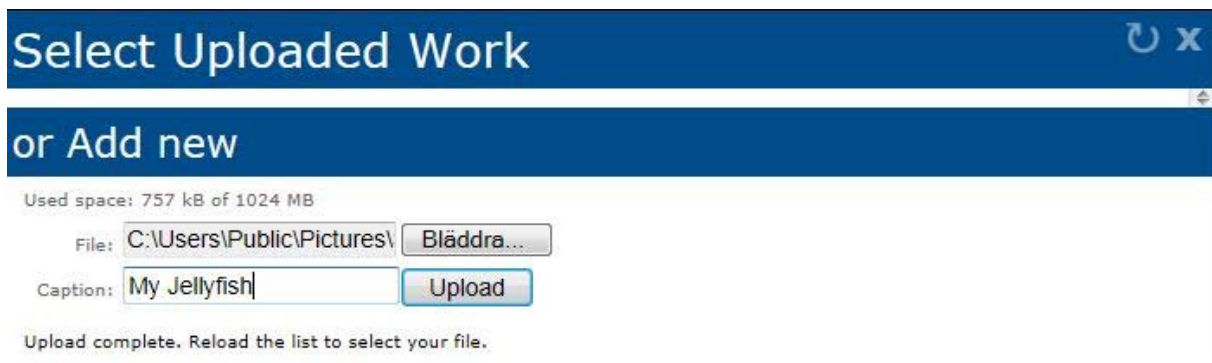 Select Uploaded Work
or Add new
Used space: 757 kB of 1024 MB
File: C:\Users\Public\Pictures\ Bläddra...
Caption: My Jellyfish Upload
Upload complete. Reload the list to select your file.